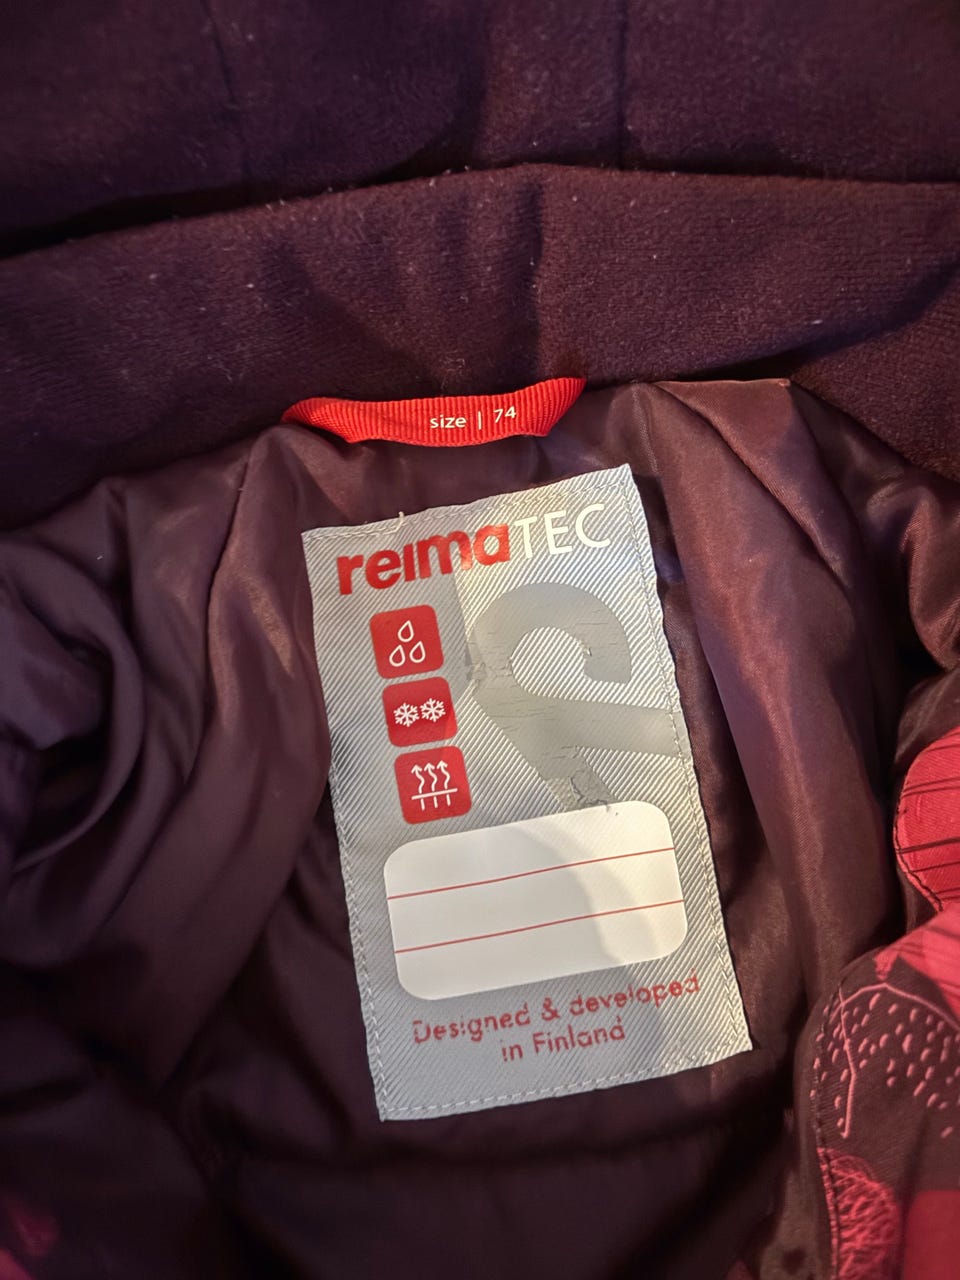 size | 74
reimaTEC
Designed & developed
in Finland